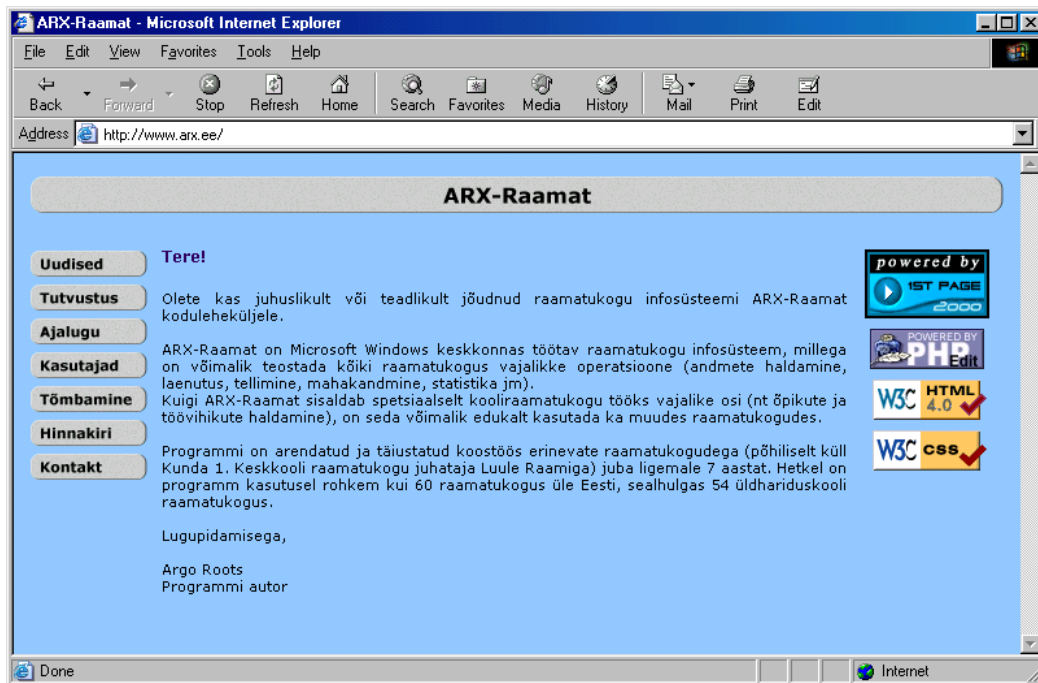 ARX-Raamat - Microsoft Internet Explorer
File Edit View Favorites Tools Help
Back Forward Stop Refresh Home Search Favorites Media History Mail Print Edit
Address http://www.arx.ee/
ARX-Raamat
Uudised
Tutvustus
Ajalugu
Kasutajad
Tõmbamine
Hinnakiri
Kontakt
Tere!
Olete kas juhuslikult või teadlikult jõudnud raamatukogu infosüsteemi ARX-Raamat
koduleheküljele.
ARX-Raamat on Microsoft Windows keskkonnas töötav raamatukogu infosüsteem, millega
on võimalik teostada kõiki raamatukogus vajalikke operatsioone (andmete haldamine,
laenutus, tellimine, mahakandmine, statistika jm).
Kuigi ARX-Raamat sisaldab spetsiaalselt kooliraamatukogu tööks vajalike osi (nt õpikute ja
töövihikute haldamine), on seda võimalik edukalt kasutada ka muudes raamatukogudes.
Programmi on arendatud ja täiustatud koostöös erinevate raamatukogudega (põhiliselt küll
Kunda 1. Keskkooli raamatukogu juhataja Luule Raamiga) juba ligemale 7 aastat. Hetkel on
programm kasutusel rohkem kui 60 raamatukogus üle Eesti, sealhulgas 54 üldhariduskooli
raamatukogus.
Lugupidamisega,
Argo Roots
Programmi autor
powered by
1ST PAGE
2000
POWERED BY
PHP
Edit
W3C HTML
4.0
W3C css
Done Internet